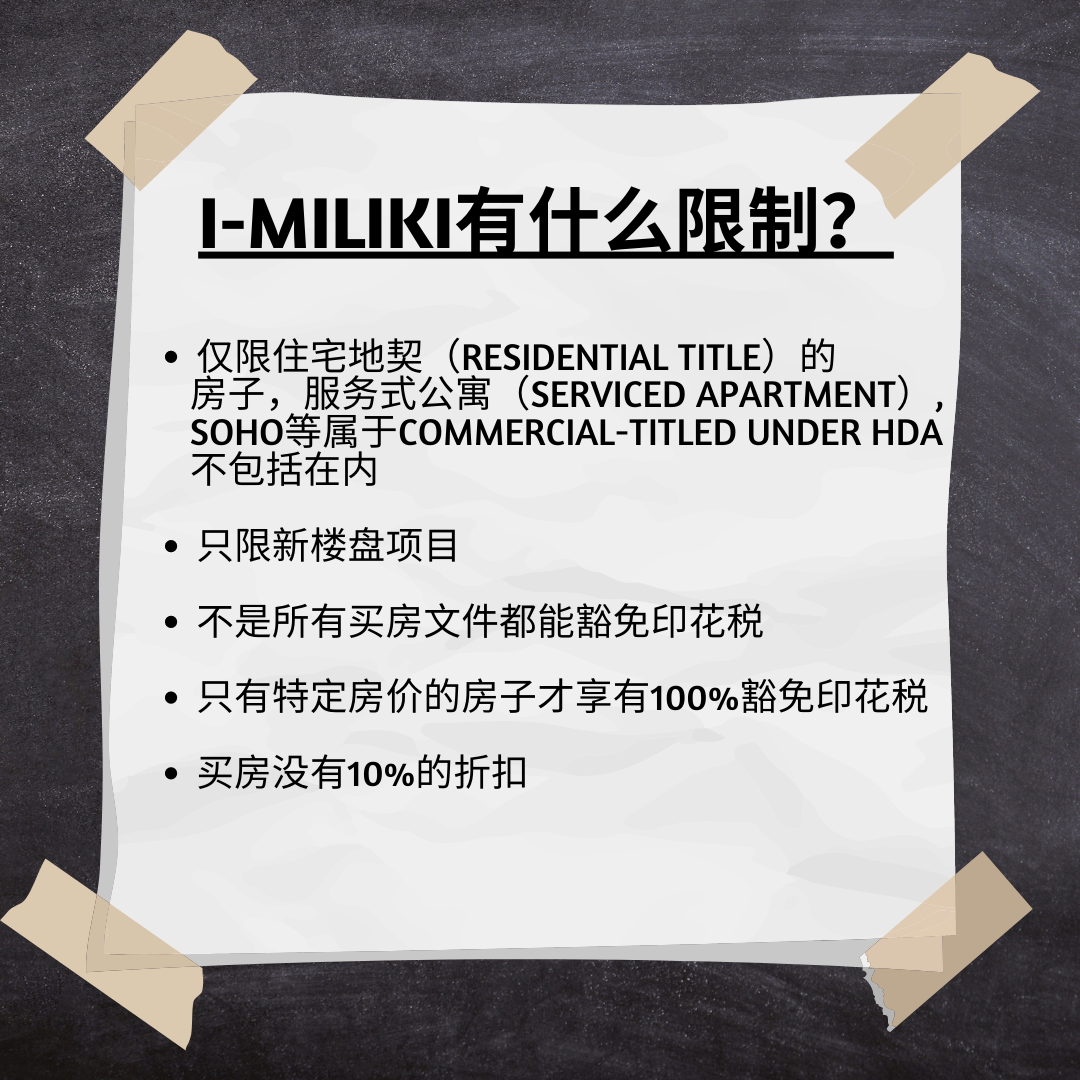 I-MILIKI有什么限制？
• 仅限住宅地契（RESIDENTIAL TITLE）的
房子，服务式公寓（SERVICED APARTMENT）,
SOHO等属于COMMERCIAL-TITLED UNDER HDA
不包括在内
• 只限新楼盘项目
• 不是所有买房文件都能豁免印花税
• 只有特定房价的房子才享有100%豁免印花税
• 买房没有10%的折扣